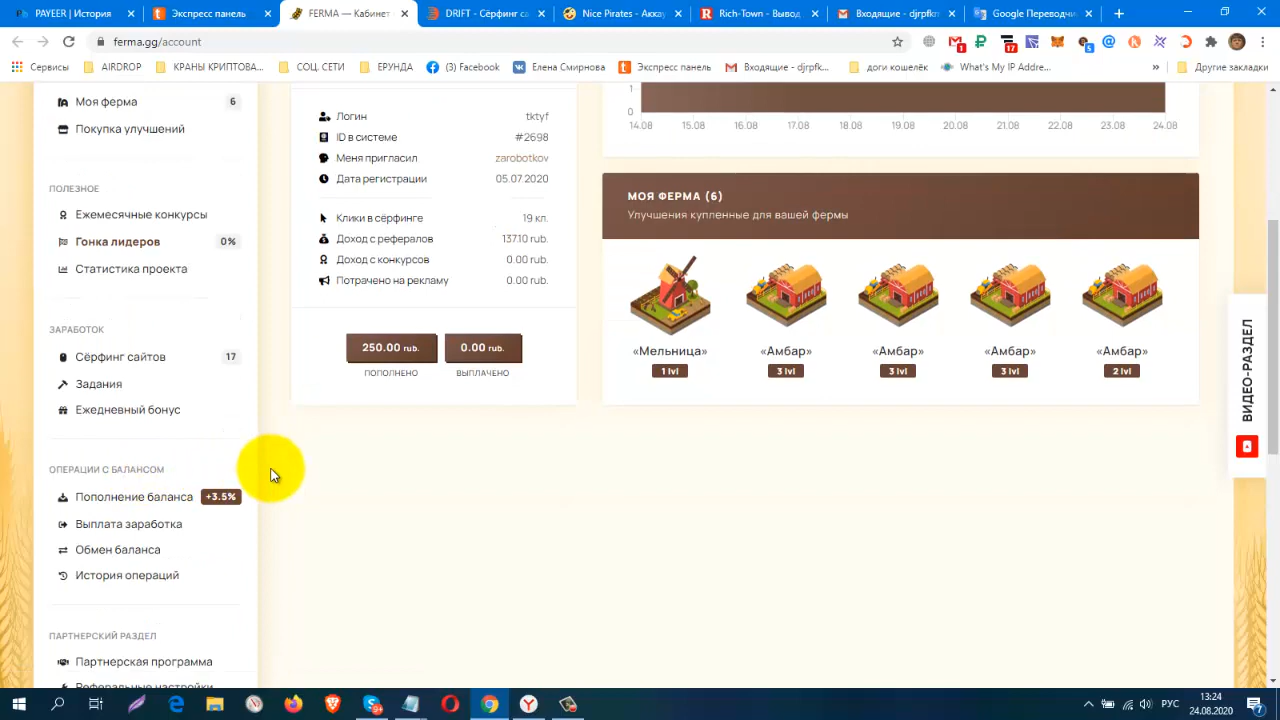 PAYEER | История
Экспресс панель
FERMA — Кабинет
DRIFT - Сёрфинг са
Nice Pirates - Аккау
Rich-Town - Вывод
Входящие - djrpfkm
Google Переводчи
ferma.gg/account
1
17
5
Сервисы
AIRDROP
КРАНЫ КРИПТОВА...
СОЦ. СЕТИ
ЕРУНДА
(3) Facebook
Елена Смирнова
Экспресс панель
Входящие - djrpfk...
доги кошелёк
What's My IP Addre...
»
Другие закладки
Моя ферма 6
Покупка улучшений
ПОЛЕЗНОЕ
Ежемесячные конкурсы
Гонка лидеров 0%
Статистика проекта
ЗАРАБОТОК
Сёрфинг сайтов 17
Задания
Ежедневный бонус
ОПЕРАЦИИ С БАЛАНСОМ
Пополнение баланса +3.5%
Выплата заработка
Обмен баланса
История операций
ПАРТНЕРСКИЙ РАЗДЕЛ
Партнерская программа
Реферальные настройки
Логин tktyf
ID в системе #2698
Меня пригласил zarobotkov
Дата регистрации 05.07.2020
Клики в сёрфинге 19 кл.
Доход с рефералов 137.10 rub.
Доход с конкурсов 0.00 rub.
Потрачено на рекламу 0.00 rub.
250.00 rub. 0.00 rub.
ПОПОЛНЕНО ВЫПЛАЧЕНО
1
0
14.08 15.08 16.08 17.08 18.08 19.08 20.08 21.08 22.08 23.08 24.08
МОЯ ФЕРМА (6)
Улучшения купленные для вашей фермы
«Мельница» «Амбар» «Амбар» «Амбар» «Амбар»
1 lvl 3 lvl 3 lvl 3 lvl 2 lvl
ВИДЕО-РАЗДЕЛ
РУС
13:24
24.08.2020